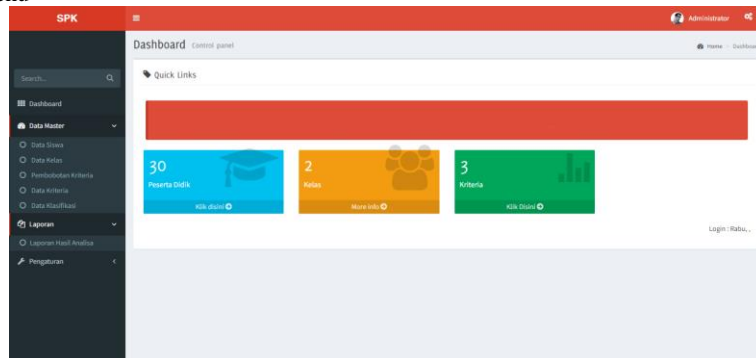 SPK
Administrator
Dashboard Control panel
Home
Dashboard
Quick Links
Search...
Dashboard
Data Master
Data Siswa
Data Kelas
Pembobotan Kriteria
Data Kriteria
Data Klasifikasi
Laporan
Laporan Hasil Analisa
Pengaturan
30
Peserta Didik
Klik disini
2
Kelas
More info
3
Kriteria
Klik Disini
Login : Rabu, ,